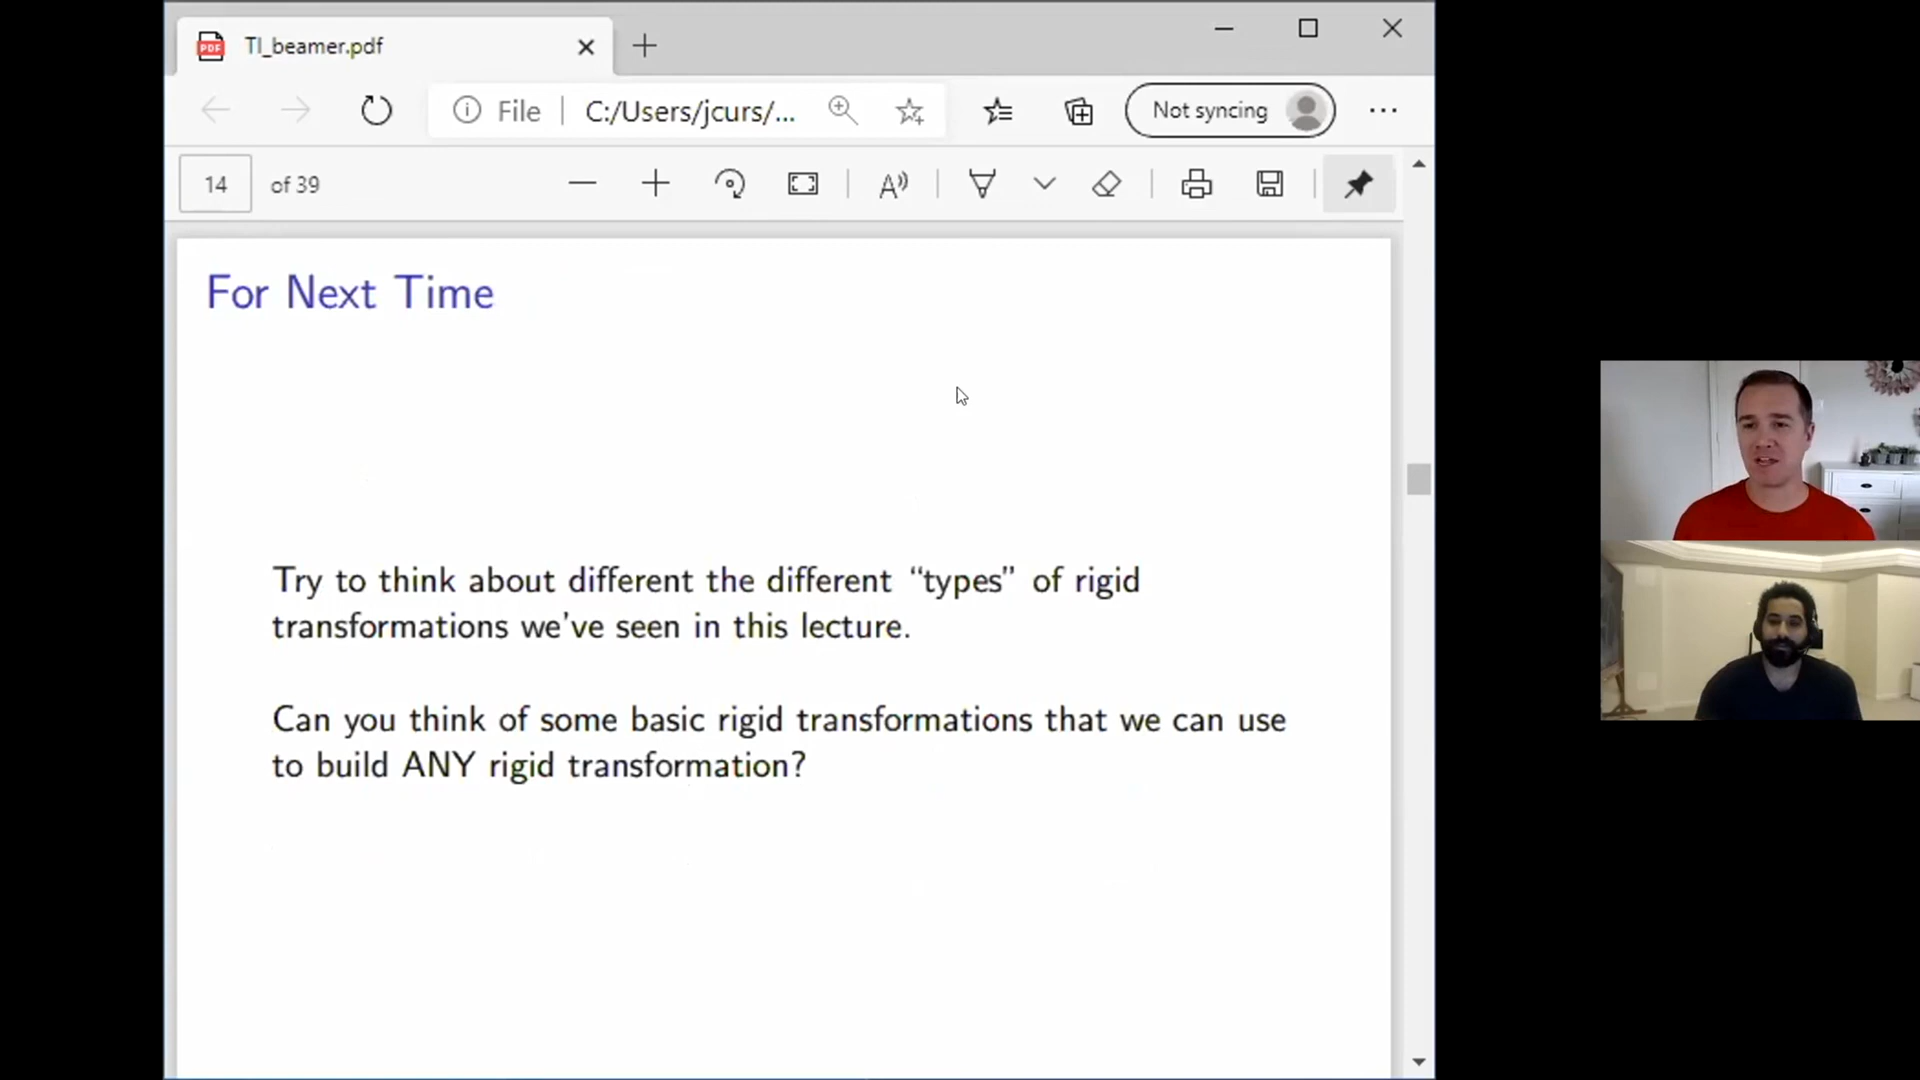 TI_beamer.pdf
File
C:/Users/jcurs/...
Not syncing
14 of 39
For Next Time
Try to think about different the different “types” of rigid
transformations we've seen in this lecture.
Can you think of some basic rigid transformations that we can use
to build ANY rigid transformation?